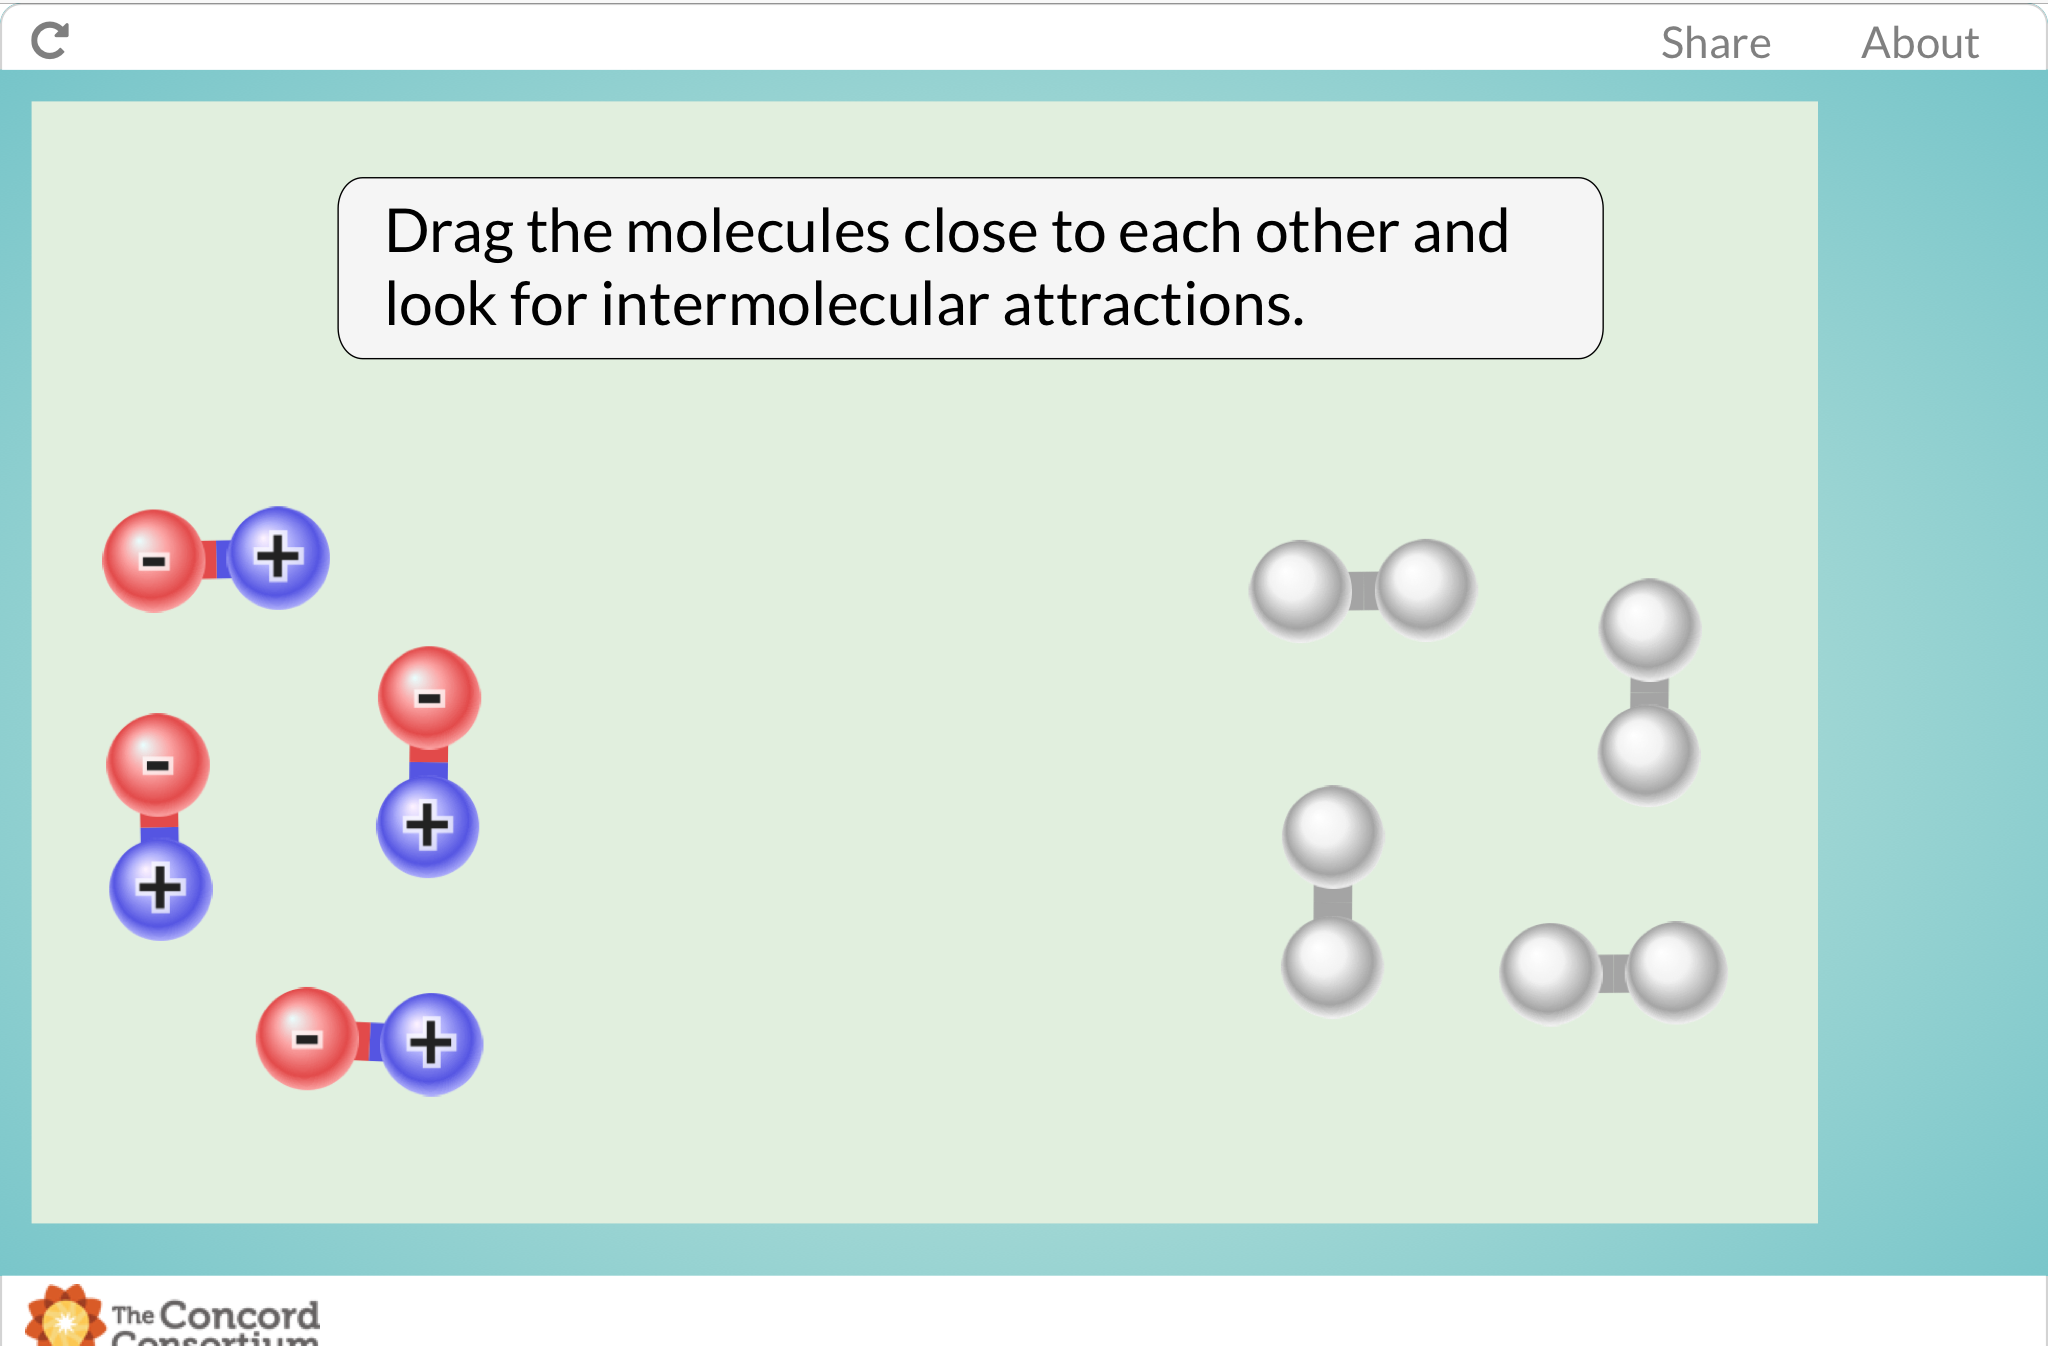 Share About
Drag the molecules close to each other and
look for intermolecular attractions.
- +
-
-
+
+
- +
The Concord
Consortium